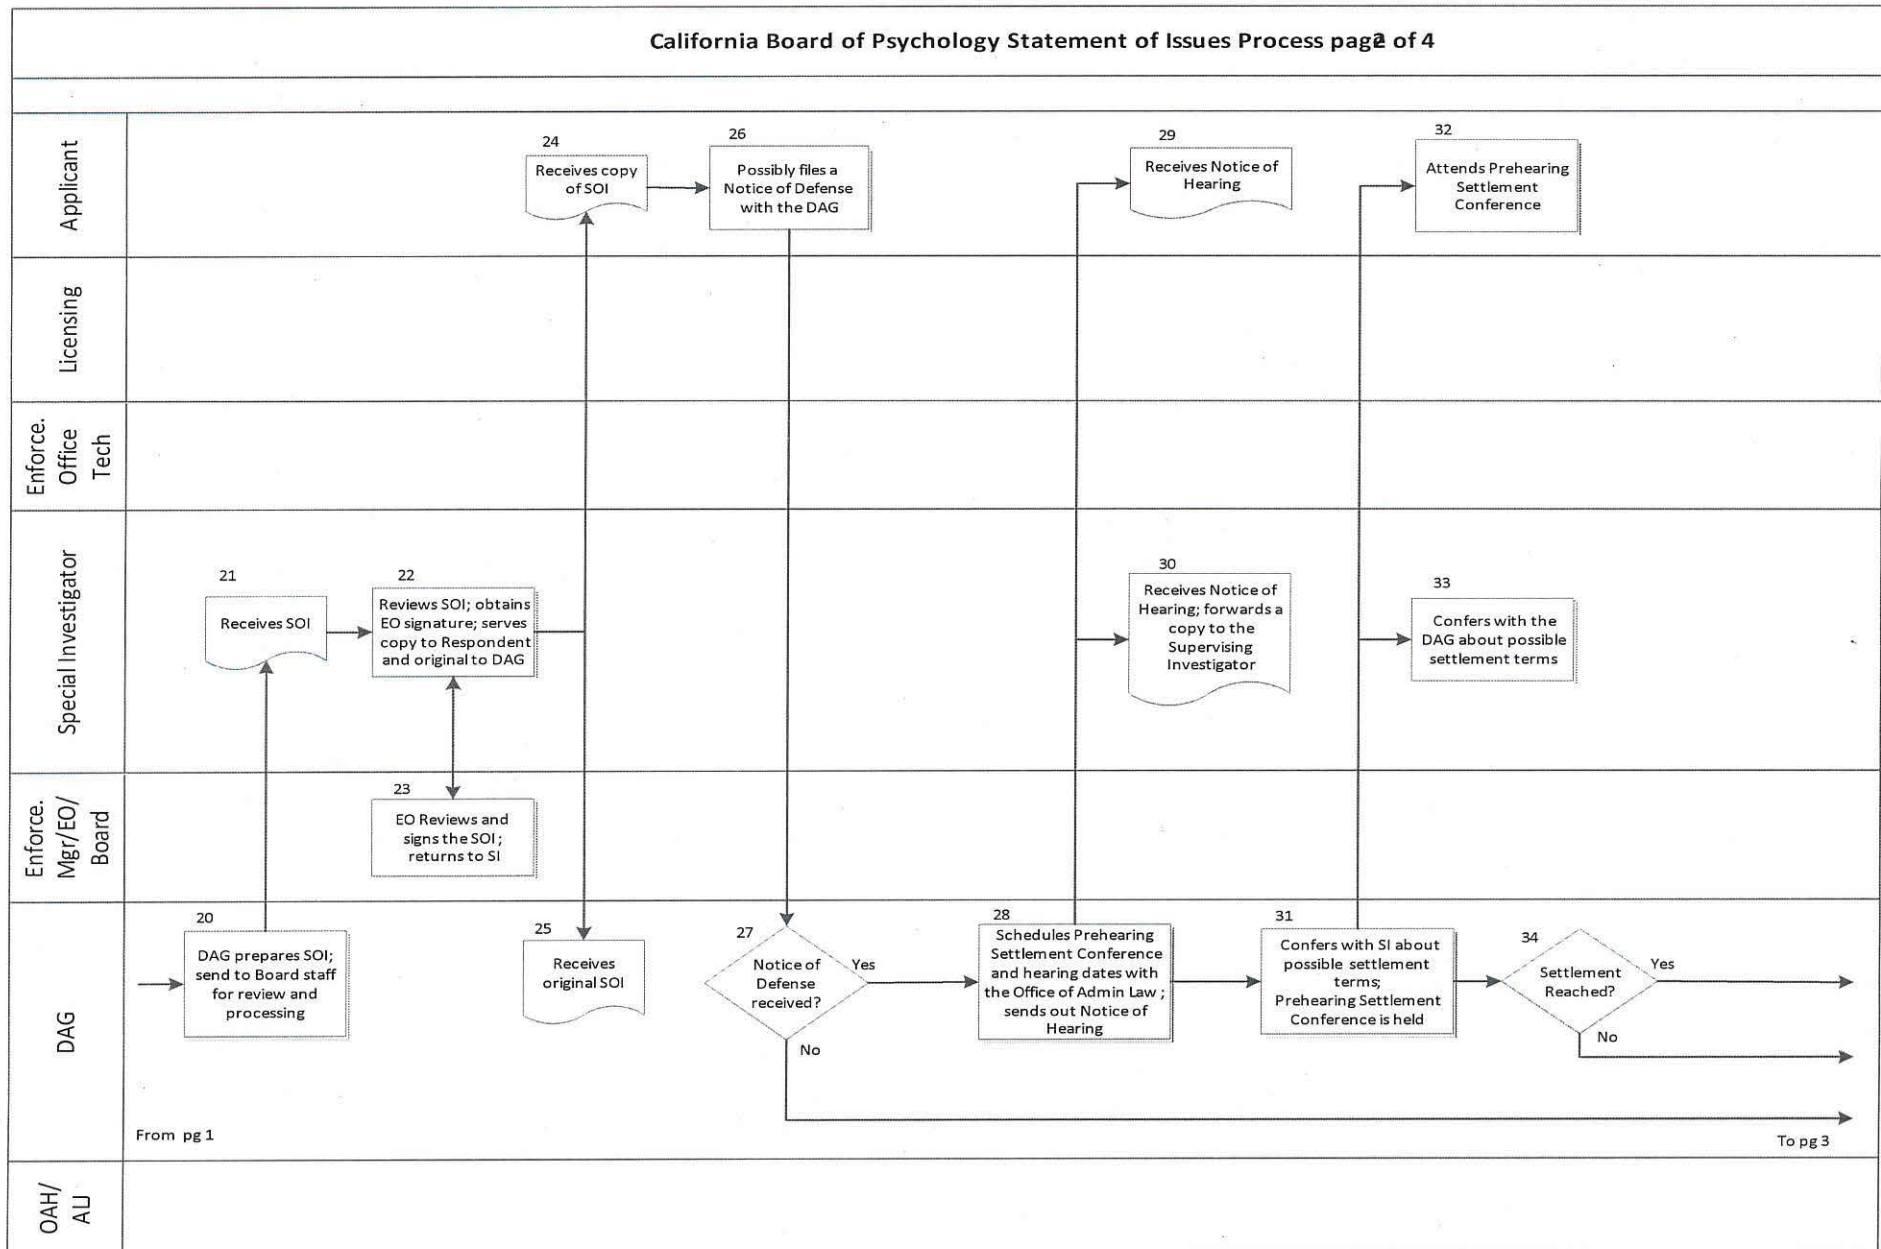 California Board of Psychology Statement of Issues Process page 2 of 4
Applicant
24
Receives copy
of SOI
26
Possibly files a
Notice of Defense
with the DAG
29
Receives Notice of
Hearing
32
Attends Prehearing
Settlement
Conference
Licensing
Enforce.
Office
Tech
Special Investigator
21
Receives SOI
22
Reviews SOI; obtains
EO signature; serves
copy to Respondent
and original to DAG
30
Receives Notice of
Hearing; forwards a
copy to the
Supervising
Investigator
33
Confers with the
DAG about possible
settlement terms
Enforce.
Mgr/EO/
Board
23
EO Reviews and
signs the SOI;
returns to SI
DAG
20
DAG prepares SOI;
send to Board staff
for review and
processing
25
Receives
original SOI
27
Notice of
Defense
received?
Yes
No
28
Schedules Prehearing
Settlement Conference
and hearing dates with
the Office of Admin Law;
sends out Notice of
Hearing
31
Confers with SI about
possible settlement
terms;
Prehearing Settlement
Conference is held
34
Settlement
Reached?
Yes
No
From pg 1
To pg 3
OAH/
ALJ